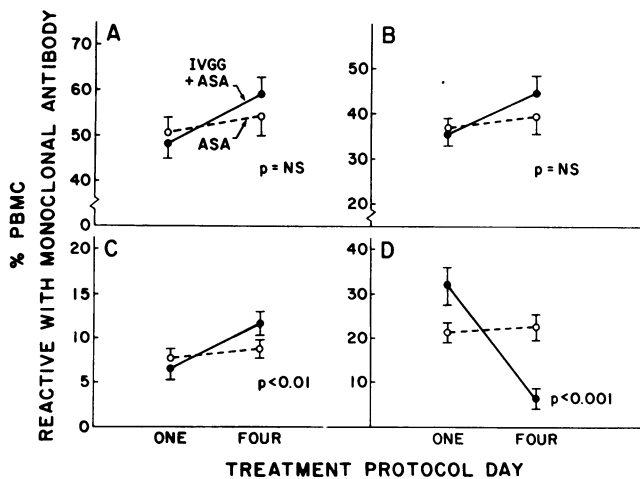 % PBMC
REACTIVE WITH MONOCLONAL ANTIBODY
A
70
60
50
40
0
IVGG
+ ASA
ASA
p = NS
B
50
40
30
20
0
p = NS
C
20
15
10
5
0
p<0.01
D
40
30
20
10
p<0.001
ONE FOUR
ONE FOUR
TREATMENT PROTOCOL DAY